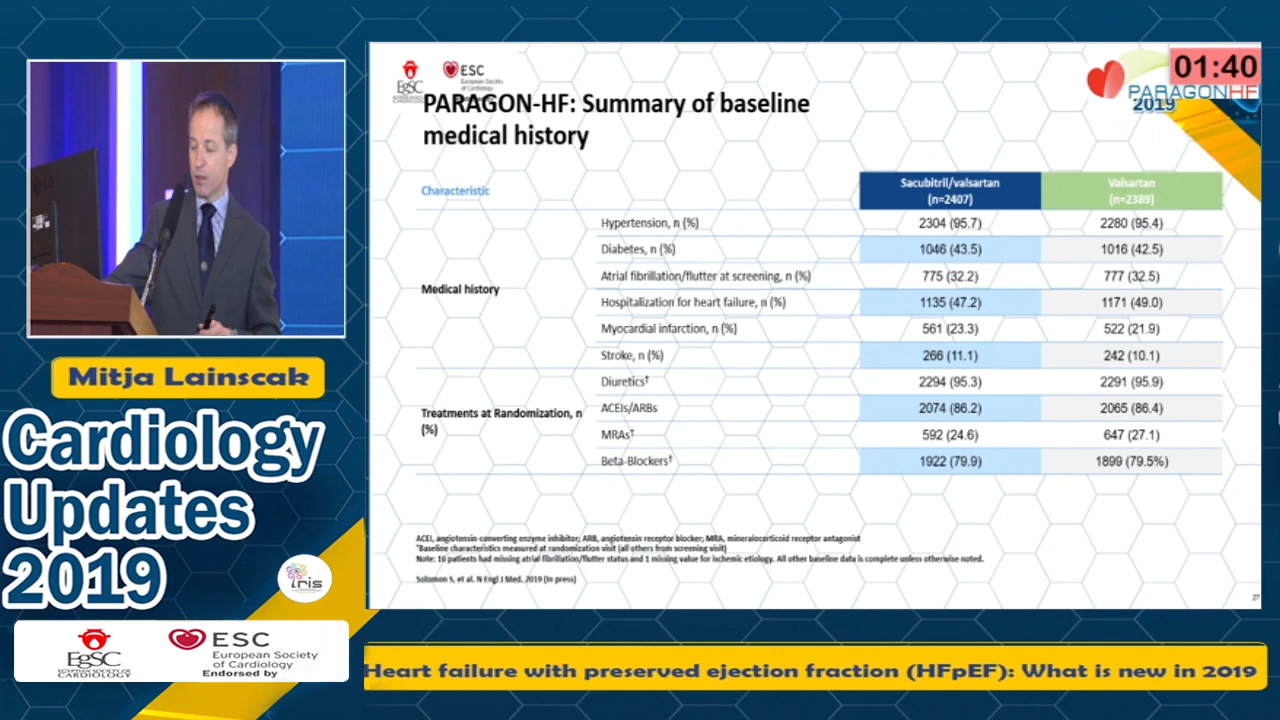 EgSC
ESC
European Society
of Cardiology
01:40
PARAGONHF
2019
PARAGON-HF: Summary of baseline
medical history
Characteristic
Sacubitril/valsartan
(n=2407)
Valsartan
(n=2389)
Medical history
Hypertension, n (%) 2304 (95.7) 2280 (95.4)
Diabetes, n (%) 1046 (43.5) 1016 (42.5)
Atrial fibrillation/flutter at screening, n (%) 775 (32.2) 777 (32.5)
Hospitalization for heart failure, n (%) 1135 (47.2) 1171 (49.0)
Myocardial infarction, n (%) 561 (23.3) 522 (21.9)
Stroke, n (%) 266 (11.1) 242 (10.1)
Treatments at Randomization, n
(%)
Diuretics† 2294 (95.3) 2291 (95.9)
ACEIs/ARBs 2074 (86.2) 2065 (86.4)
MRAs† 592 (24.6) 647 (27.1)
Beta-Blockers† 1922 (79.9) 1899 (79.5%)
ACEI, angiotensin-converting enzyme inhibitor; ARB, angiotensin receptor blocker; MRA, mineralocorticoid receptor antagonist
†Baseline characteristics measured at randomization visit (all others from screening visit)
Note: 16 patients had missing atrial fibrillation/flutter status and 1 missing value for ischemic etiology. All other baseline data is complete unless otherwise noted.
Solomon S, et al. N Engl J Med. 2019 (In press)
27
LG
Mitja Lainscak
Cardiology
Updates
2019
iris
EgSC
EGYPTIAN SOCIETY OF
CARDIOLOGY
ESC
European Society
of Cardiology
Endorsed by
Heart failure with preserved ejection fraction (HFpEF): What is new in 2019